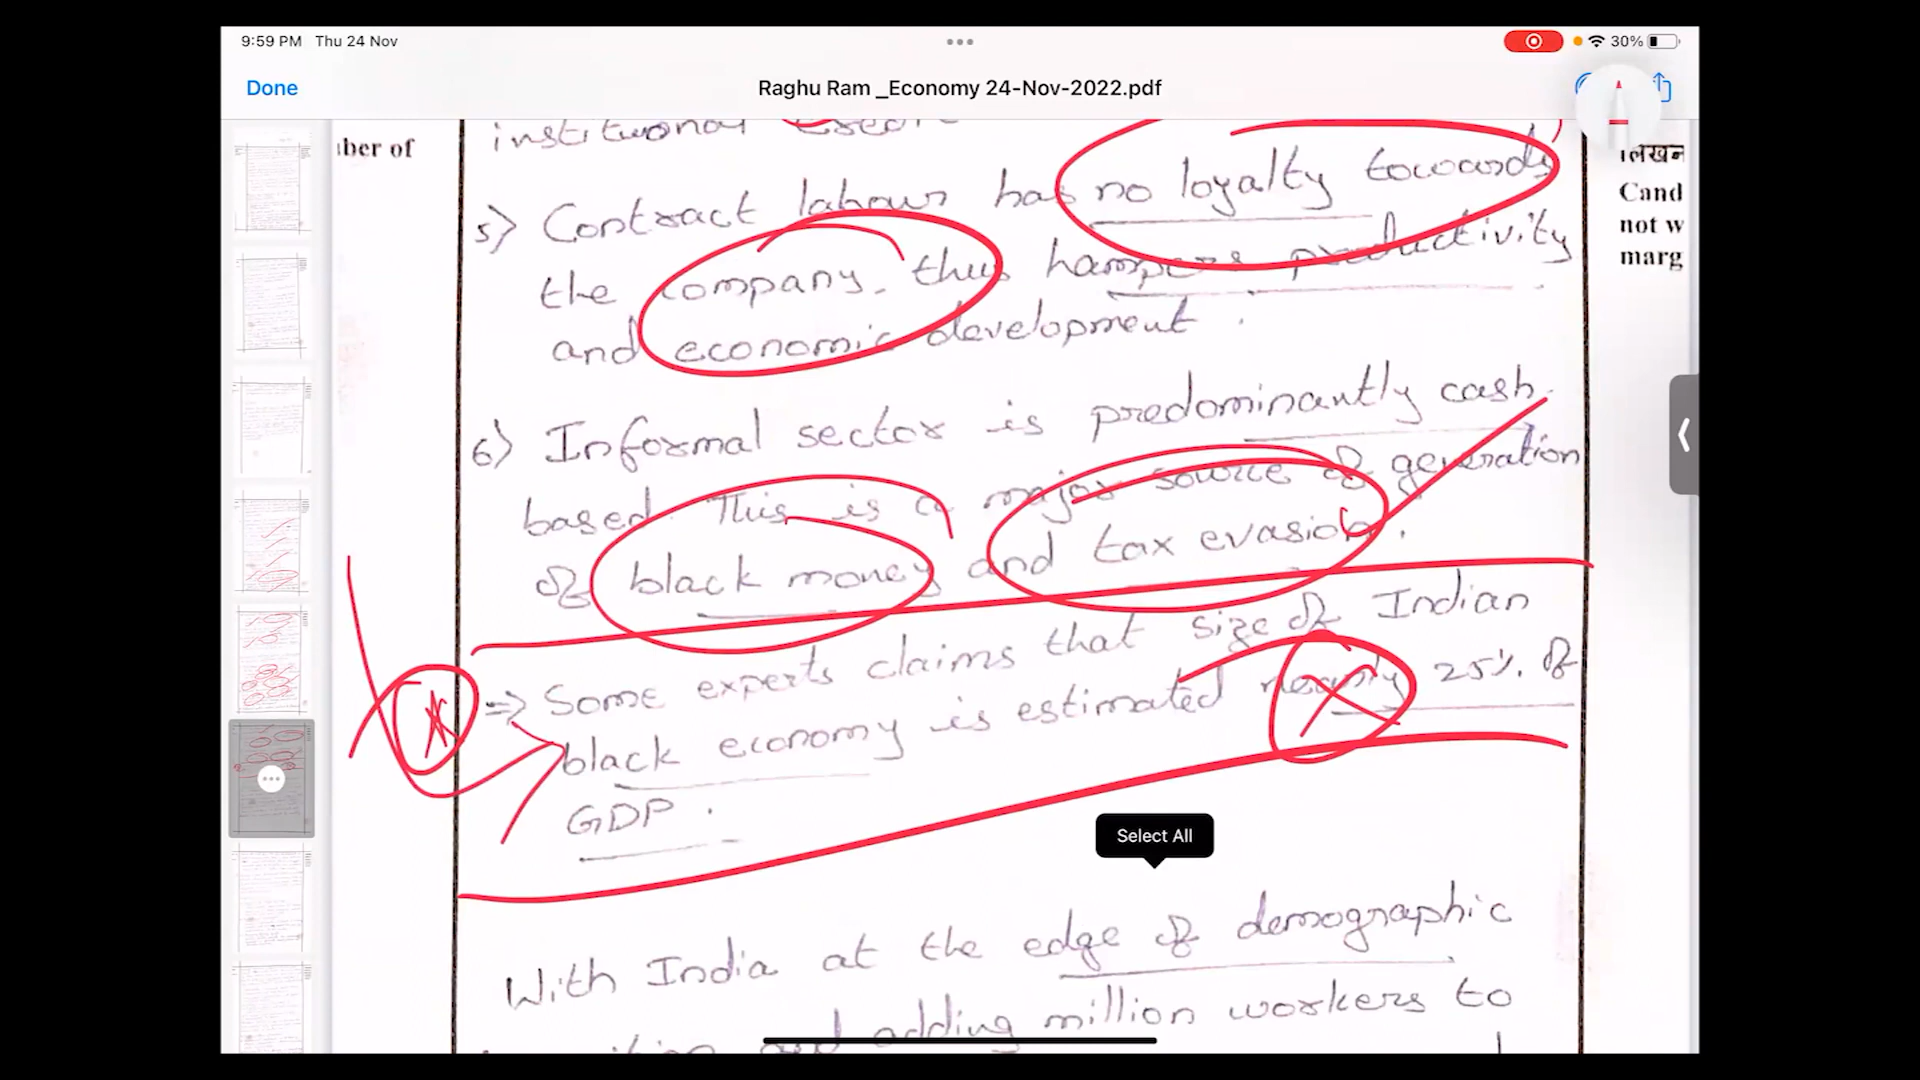 9:59 PM Thu 24 Nov
30%
Done
Raghu Ram _Economy 24-Nov-2022.pdf
ber of
लिखन
Cand
not w
marg
institutional credit
5) Contract labour has no loyalty towards
the company, thus hampers productivity
and economic development.
6) Informal sector is predominantly cash
based. This is a major source of generation
of black money and tax evasion.
=> Some experts claims that size of Indian
black economy is estimated nearly 25% of
GDP.
Select All
With India at the edge of demographic
and adding million workers to